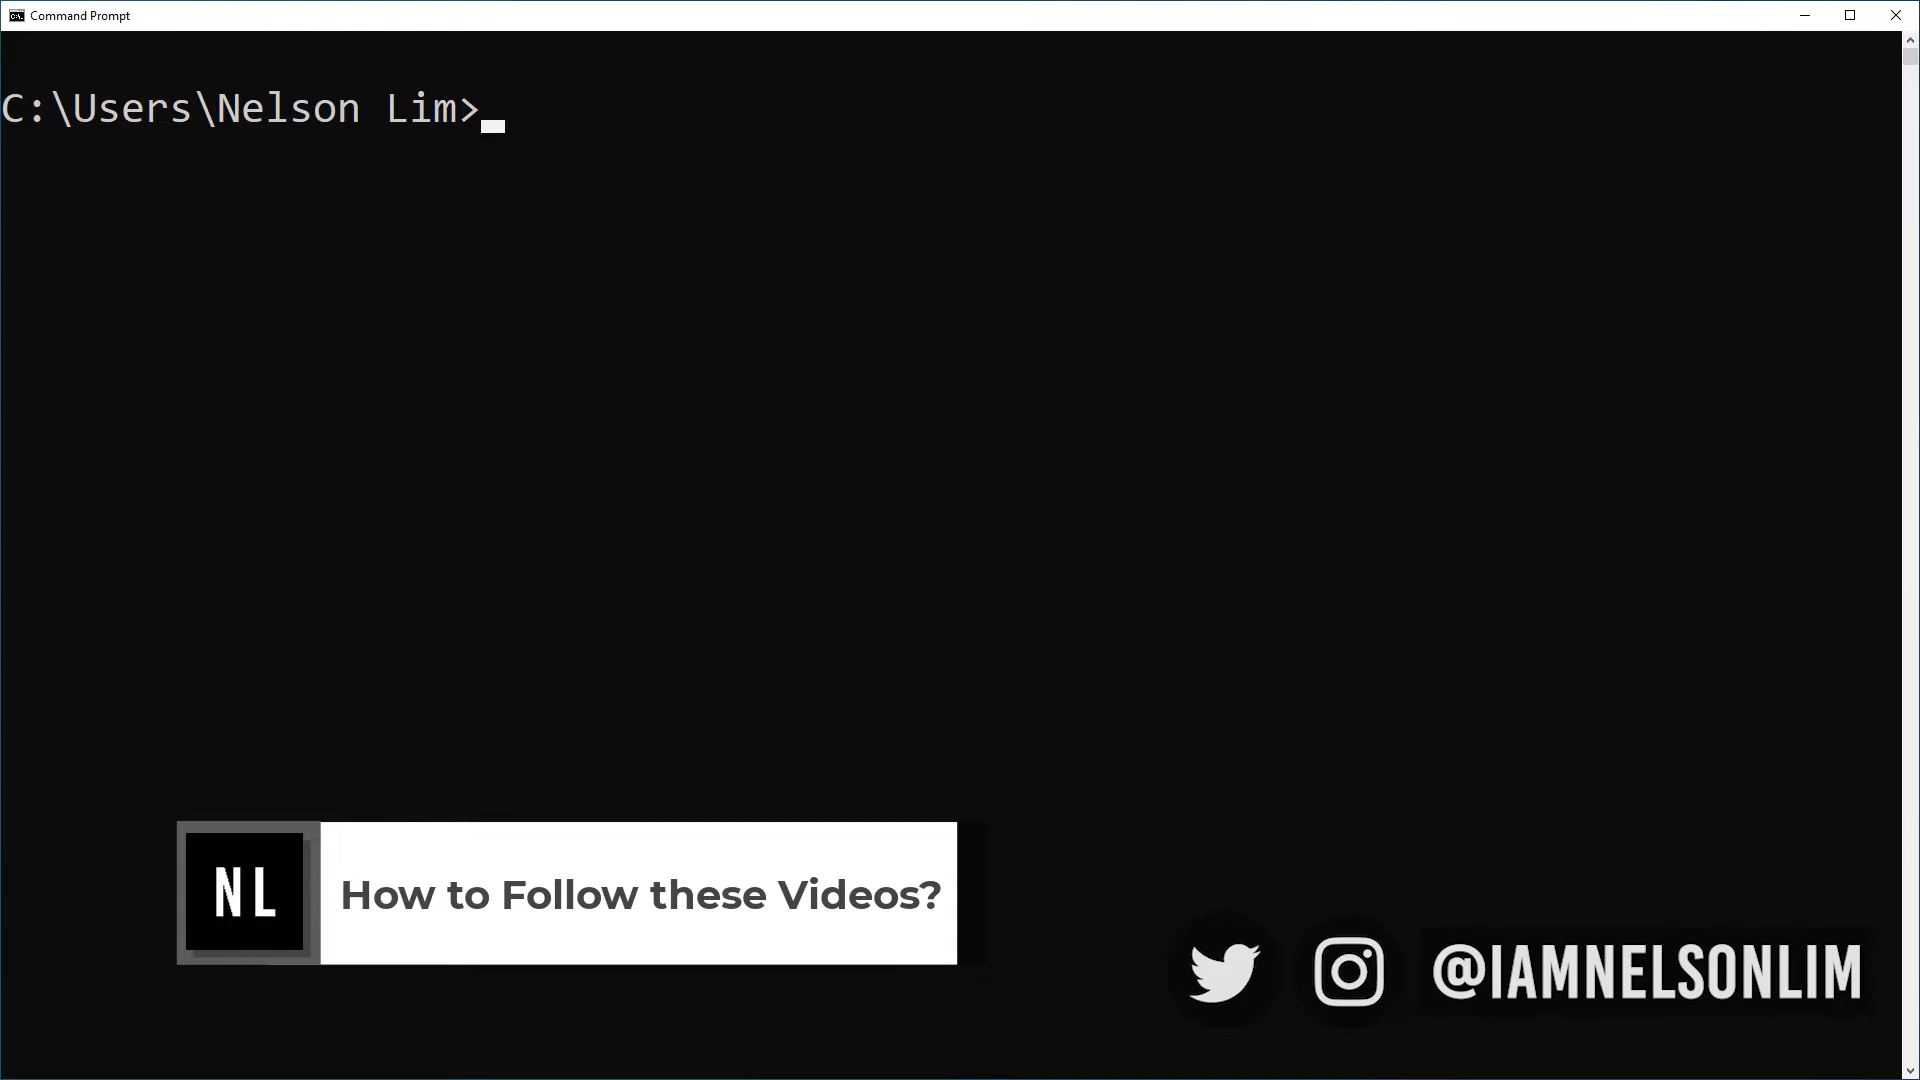 Command Prompt
C:\Users\Nelson Lim>
NL
How to Follow these Videos?
@IAMNELSONLIM